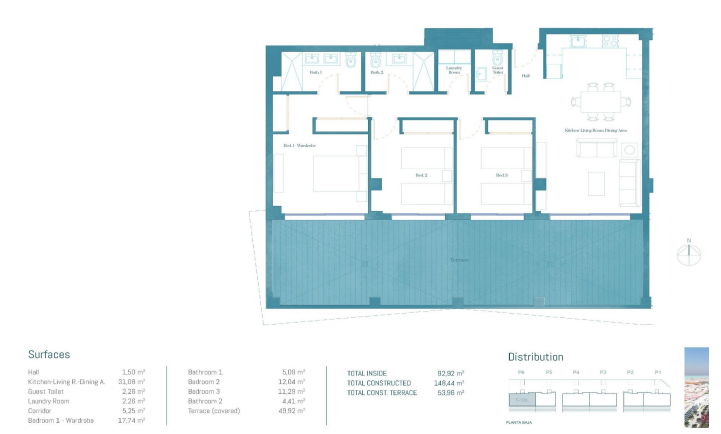 Bath 1
Bath 2
Laundry
Room
Guest
Toilet
Hall
Kitchen-Living Room-Dining Area
Bed 1- Wardrobe
Bed 2
Bed 3
Terrace
N
Surfaces
Hall 1,50 m²
Kitchen-Living R.-Dining A. 31,08 m²
Guest Toilet 2,28 m²
Laundry Room 2,28 m²
Corridor 5,25 m²
Bedroom 1 - Wardrobe 17,74 m²
Bathroom 1 5,08 m²
Bedroom 2 12,04 m²
Bedroom 3 11,28 m²
Bathroom 2 4,41 m²
Terrace (covered) 49,92 m²
TOTAL INSIDE 92,92 m²
TOTAL CONSTRUCTED 148,44 m²
TOTAL CONST. TERRACE 53,96 m²
Distribution
P6 P5 P4 P3 P2 P1
PLANTA BAJA